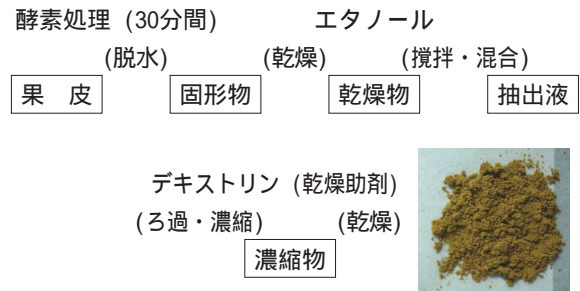 酵素処理 (30分間) エタノール
(脱水) (乾燥) (撹拌・混合)
果 皮 固形物 乾燥物 抽出液
デキストリン (乾燥助剤)
(ろ過・濃縮) (乾燥)
濃縮物